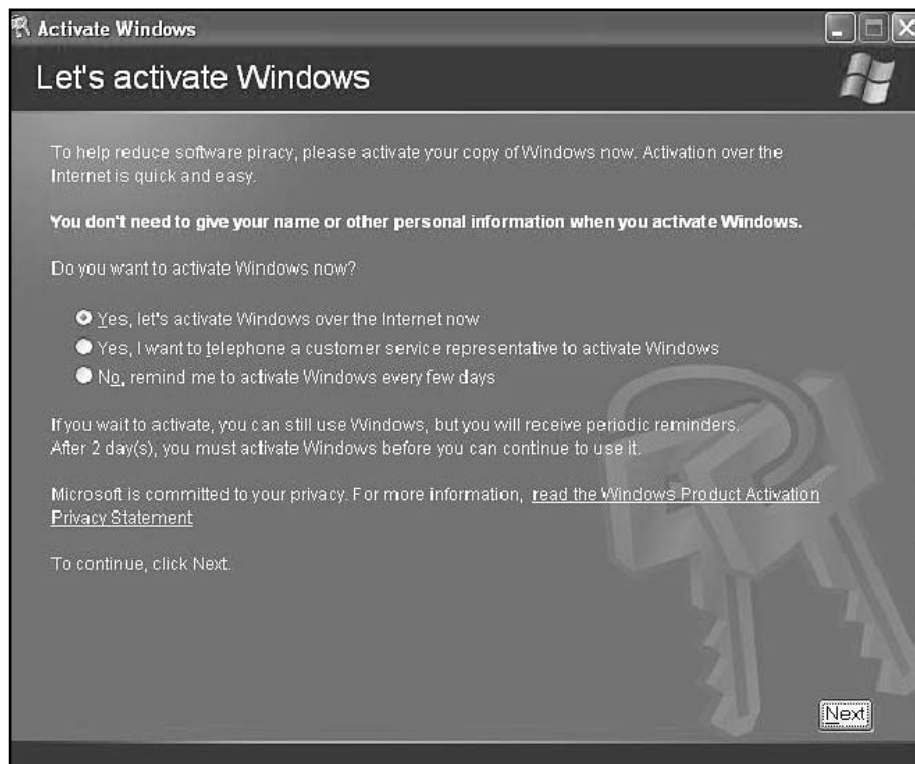 Activate Windows
Let's activate Windows
To help reduce software piracy, please activate your copy of Windows now. Activation over the
Internet is quick and easy.
You don't need to give your name or other personal information when you activate Windows.
Do you want to activate Windows now?
Yes, let's activate Windows over the Internet now
Yes, I want to telephone a customer service representative to activate Windows
No, remind me to activate Windows every few days
If you wait to activate, you can still use Windows, but you will receive periodic reminders.
After 2 day(s), you must activate Windows before you can continue to use it.
Microsoft is committed to your privacy. For more information, read the Windows Product Activation
Privacy Statement
To continue, click Next.
Next